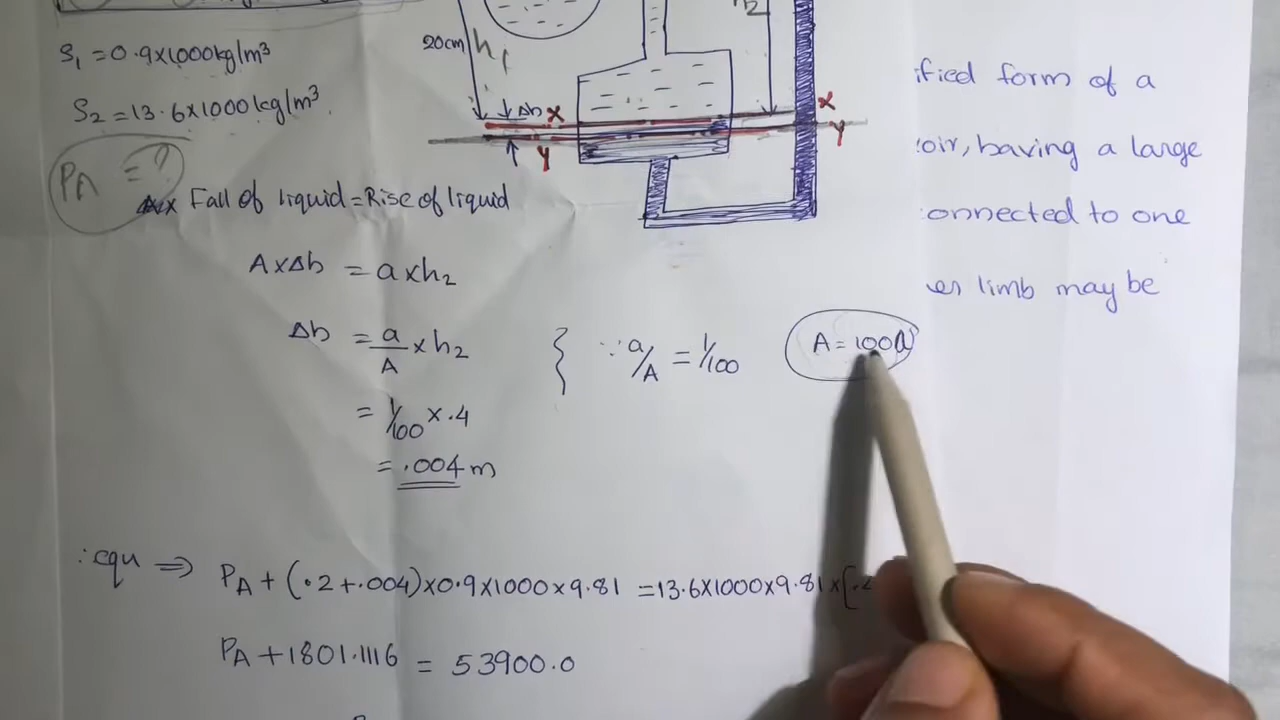 S₁ = 0.9x1000kg/m³
S₂ = 13.6x1000kg/m³
20cm
h₁
h₂
Δh
X
X
Y
Y
PA = ?
Fall of liquid = Rise of liquid
ified form of a
oir, having a large
onnected to one
er limb may be
A x Δh = a x h₂
Δh = a/A x h₂ } ∵ a/A = 1/100
A = 100a
= 1/100 x .4
= .004 m
∴ equ ⇒ PA + (.2 + .004) x 0.9 x 1000 x 9.81 = 13.6 x 1000 x 9.81 x [.4
PA + 1801.1116 = 53900.0